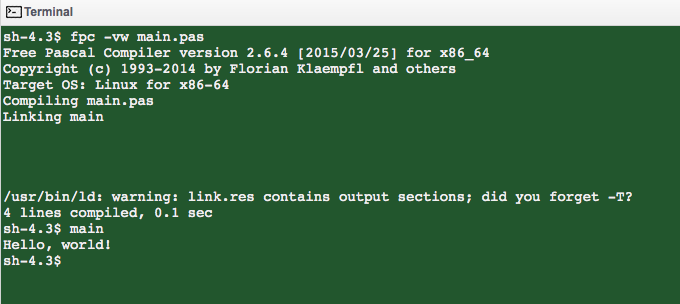 Terminal
sh-4.3$ fpc -vw main.pas
Free Pascal Compiler version 2.6.4 [2015/03/25] for x86_64
Copyright (c) 1993-2014 by Florian Klaempfl and others
Target OS: Linux for x86-64
Compiling main.pas
Linking main
/usr/bin/ld: warning: link.res contains output sections; did you forget -T?
4 lines compiled, 0.1 sec
sh-4.3$ main
Hello, world!
sh-4.3$